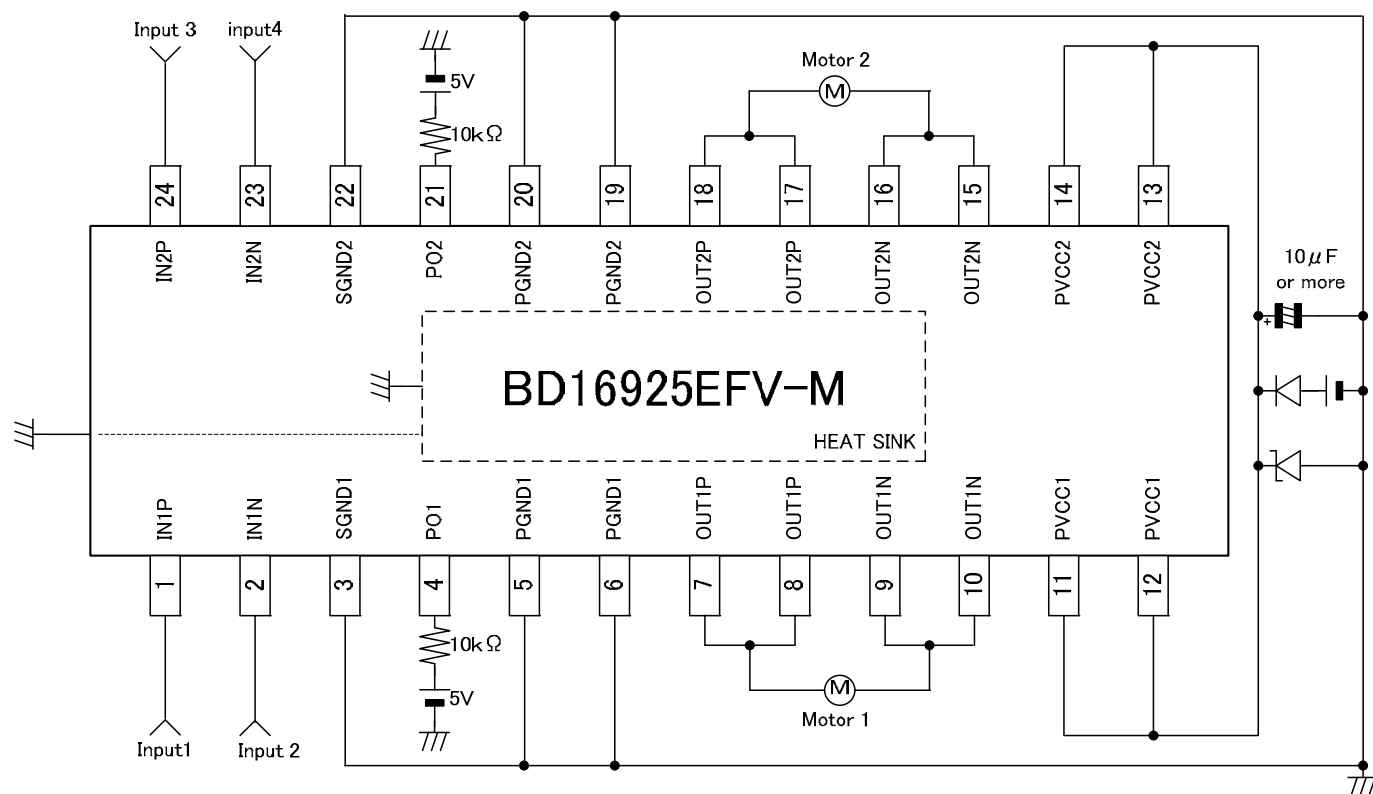 Input 3
input4
Motor 2
M
5V
10kΩ
24
23
22
21
20
19
18
17
16
15
14
13
IN2P
IN2N
SGND2
PO2
PGND2
PGND2
OUT2P
OUT2P
OUT2N
OUT2N
PVCC2
PVCC2
10μF
or more
+
BD16925EFV-M
HEAT SINK
IN1P
IN1N
SGND1
PO1
PGND1
PGND1
OUT1P
OUT1P
OUT1N
OUT1N
PVCC1
PVCC1
1
2
3
4
5
6
7
8
9
10
11
12
10kΩ
5V
M
Motor 1
Input1
Input 2